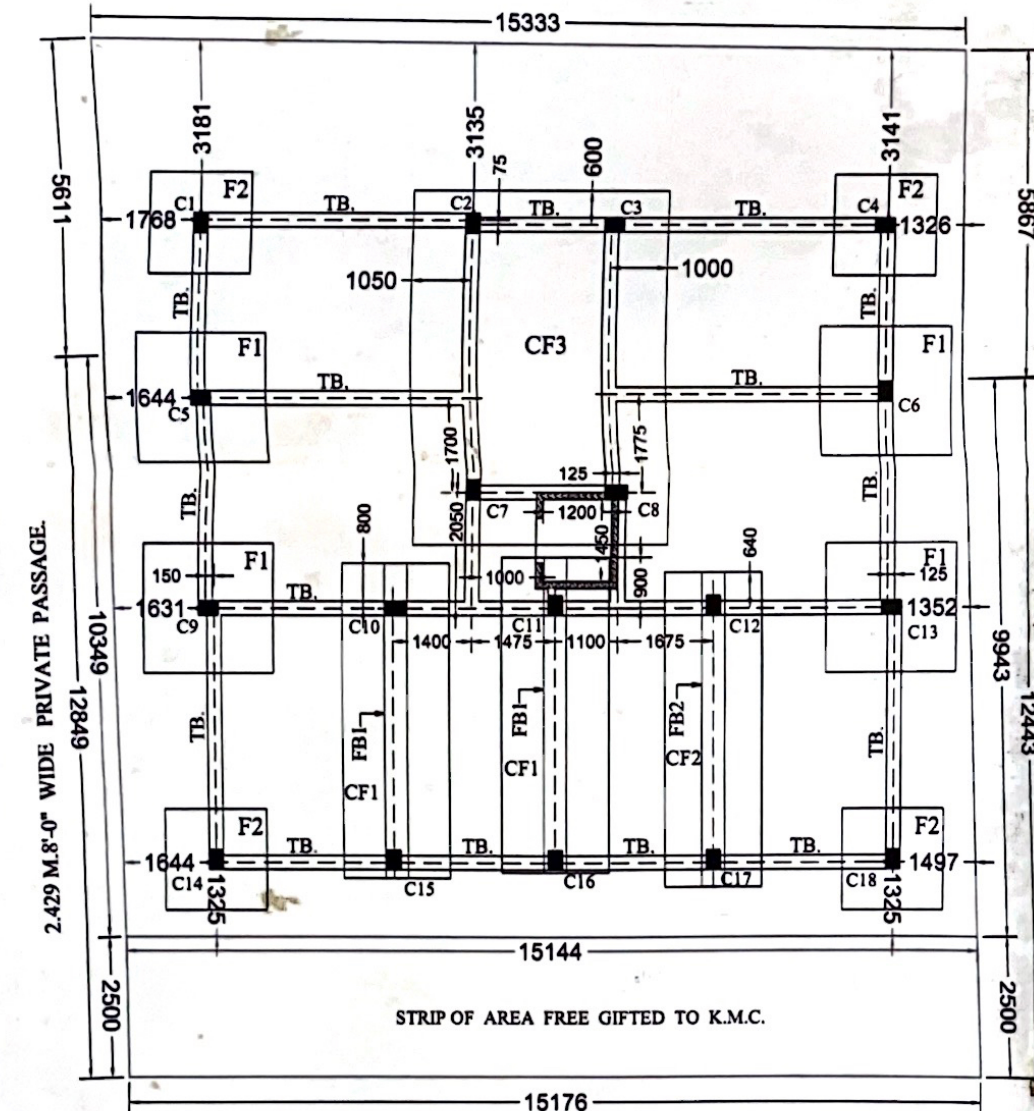 15333
3181
3135
75
600
3141
5611
5867
F2
F2
C1
TB.
C2
TB.
C3
TB.
C4
1768
1326
1050
1000
TB.
TB.
F1
CF3
F1
TB.
TB.
1644
C5
C6
1700
1775
125
TB.
TB.
C7
1200
C8
800
2050
1450
640
F1
F1
150
TB.
1000
900
125
1631
1352
C9
C10
C11
C12
C13
1400
1475
1100
1675
2.429 M.8'-0" WIDE PRIVATE PASSAGE.
10349
12849
9943
12443
TB.
FB1
FB1
FB2
TB.
CF1
CF1
CF2
F2
F2
TB.
TB.
TB.
TB.
1644
1497
C14
C15
C16
C17
C18
1325
1325
15144
2500
2500
STRIP OF AREA FREE GIFTED TO K.M.C.
15176